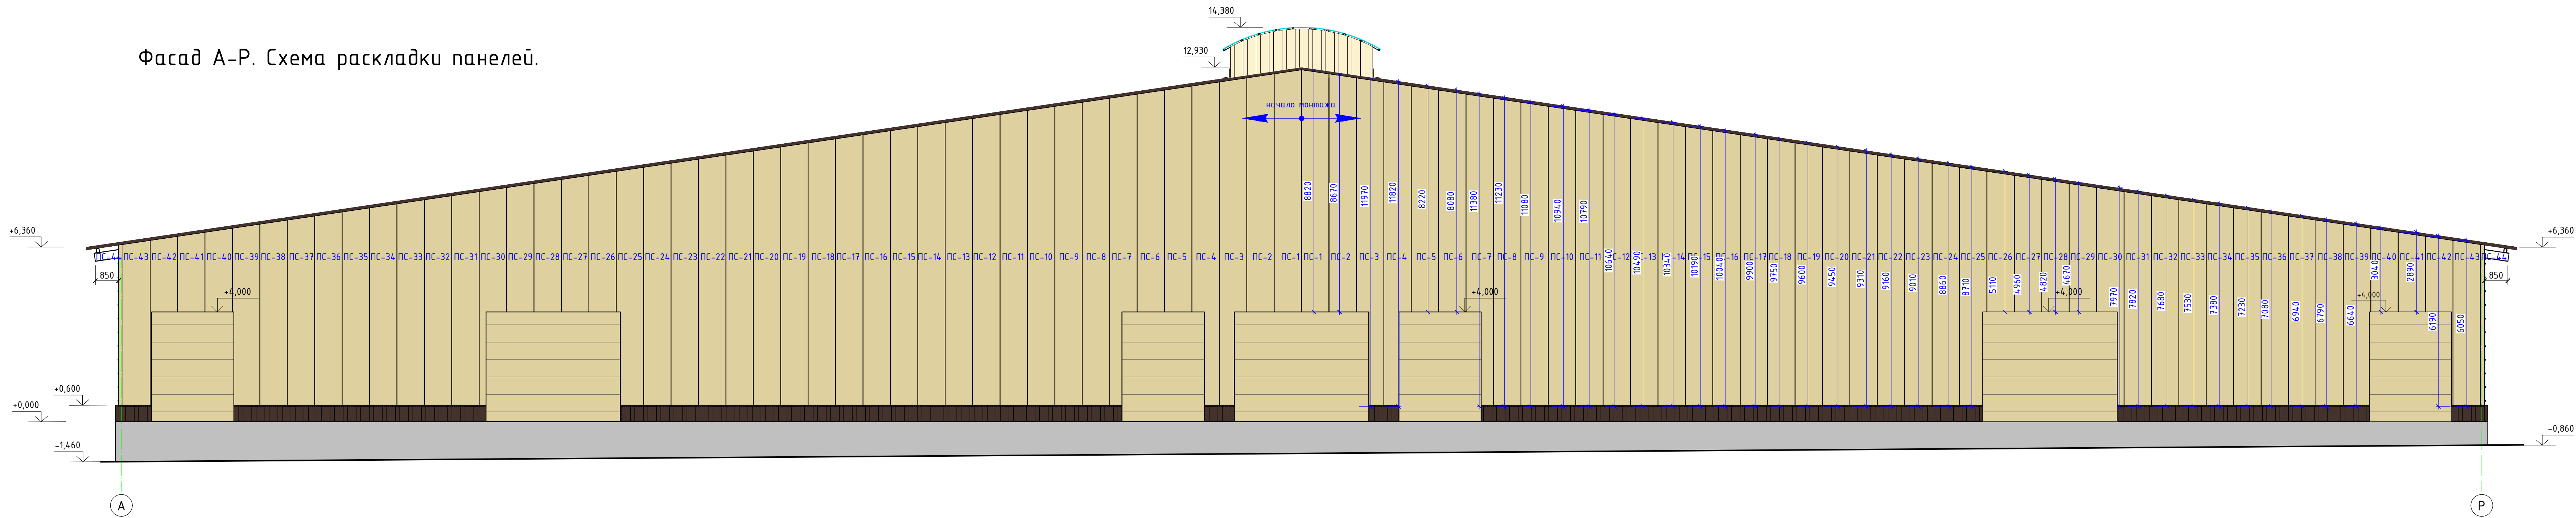 14,380
Фасад А-Р. Схема раскладки панелей.
12,930
начало монтажа
8820 8670 11970 11820 8220 8080 11380 11230 11080 10940 10790
+6,360 +6,360
ПС-44 ПС-43 ПС-42 ПС-41 ПС-40 ПС-39 ПС-38 ПС-37 ПС-36 ПС-35 ПС-34 ПС-33 ПС-32 ПС-31 ПС-30 ПС-29 ПС-28 ПС-27 ПС-26 ПС-25 ПС-24 ПС-23 ПС-22 ПС-21 ПС-20 ПС-19 ПС-18 ПС-17 ПС-16 ПС-15 ПС-14 ПС-13 ПС-12 ПС-11 ПС-10 ПС-9 ПС-8 ПС-7 ПС-6 ПС-5 ПС-4 ПС-3 ПС-2 ПС-1 ПС-1 ПС-2 ПС-3 ПС-4 ПС-5 ПС-6 ПС-7 ПС-8 ПС-9 ПС-10 ПС-11 ПС-12 ПС-13 ПС-14 ПС-15 ПС-16 ПС-17 ПС-18 ПС-19 ПС-20 ПС-21 ПС-22 ПС-23 ПС-24 ПС-25 ПС-26 ПС-27 ПС-28 ПС-29 ПС-30 ПС-31 ПС-32 ПС-33 ПС-34 ПС-35 ПС-36 ПС-37 ПС-38 ПС-39 ПС-40 ПС-41 ПС-42 ПС-43 ПС-44
10640 10490 10340 10190 10040 9900 9750 9600 9450 9310 9160 9010 8860 8710 5110 4960 4820 4670 3040 2890
850 850
+4,000 +4,000 +4,000 +4,000
7970 7820 7680 7530 7380 7230 7080 6940 6790 6640 6190 6050
+0,600
+0,000
-1,460 -0,860
А Р